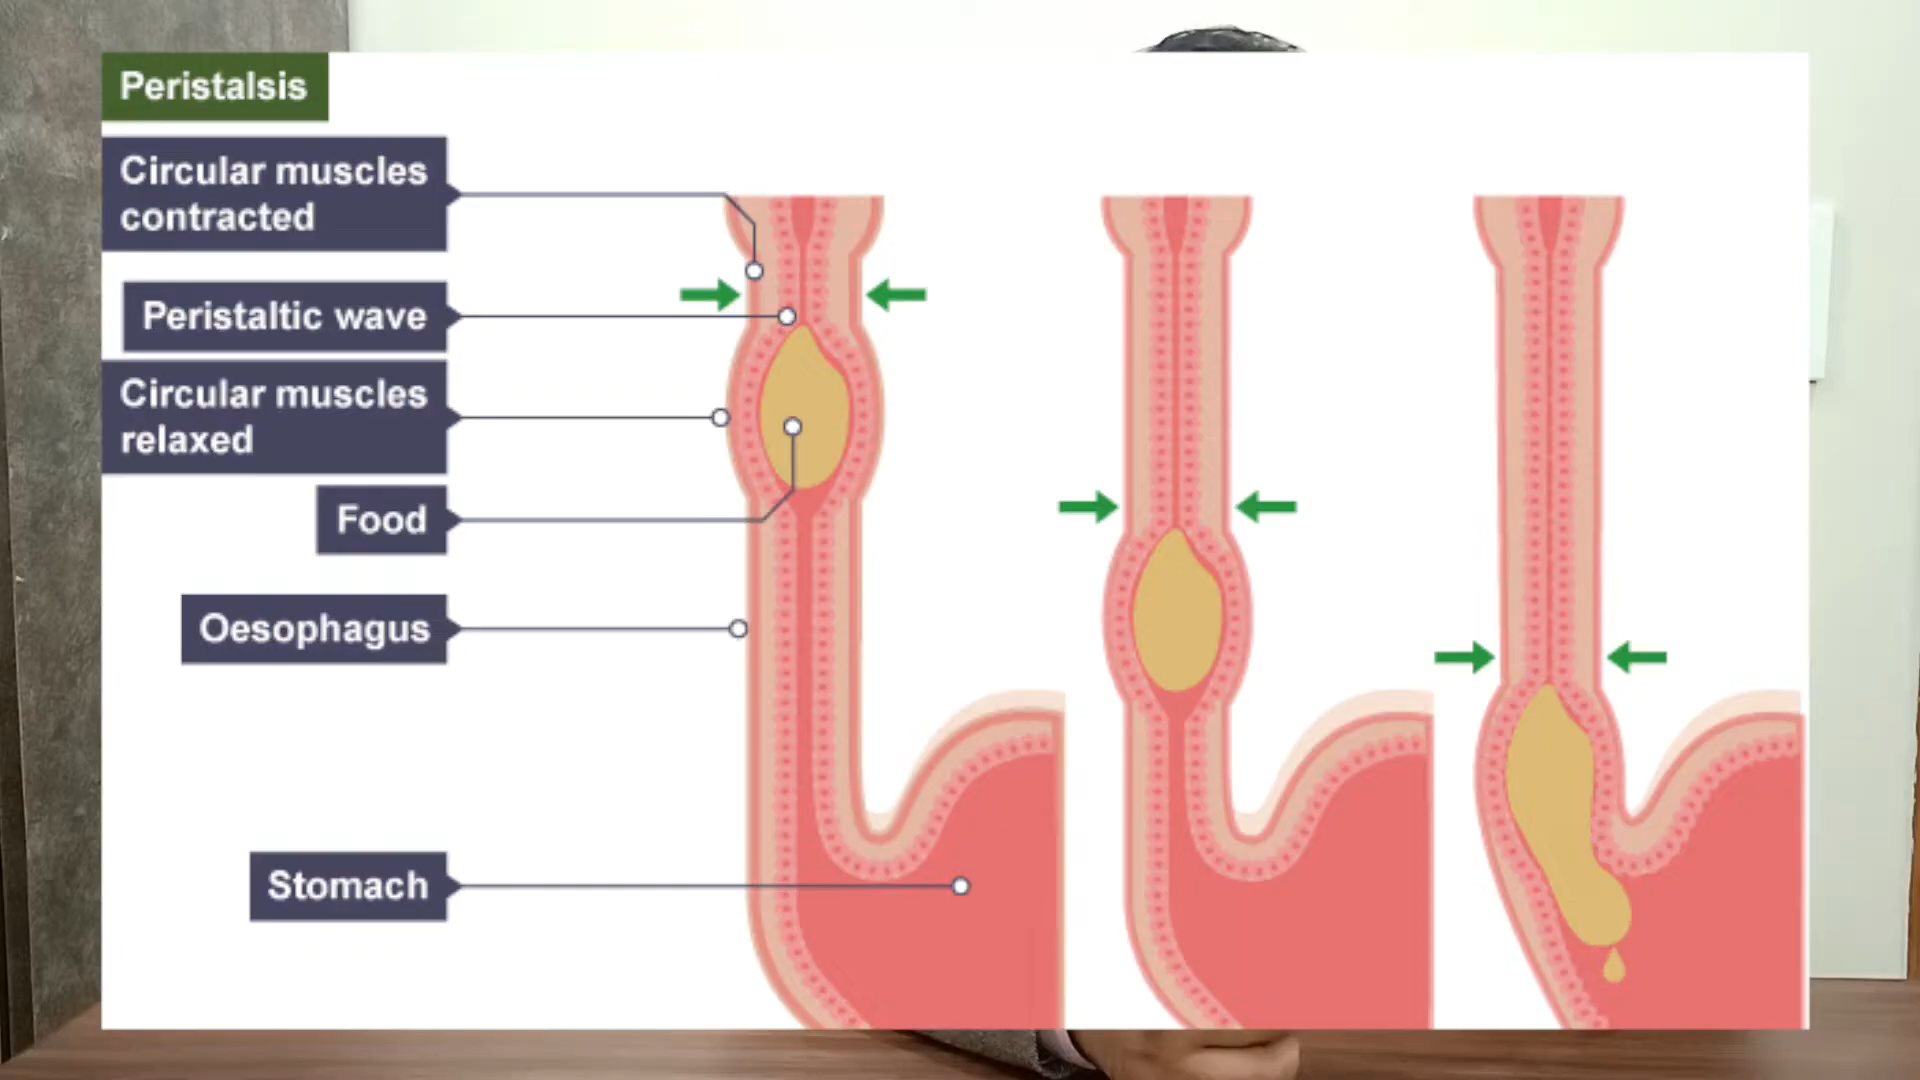 Peristalsis
Circular muscles
contracted
Peristaltic wave
Circular muscles
relaxed
Food
Oesophagus
Stomach